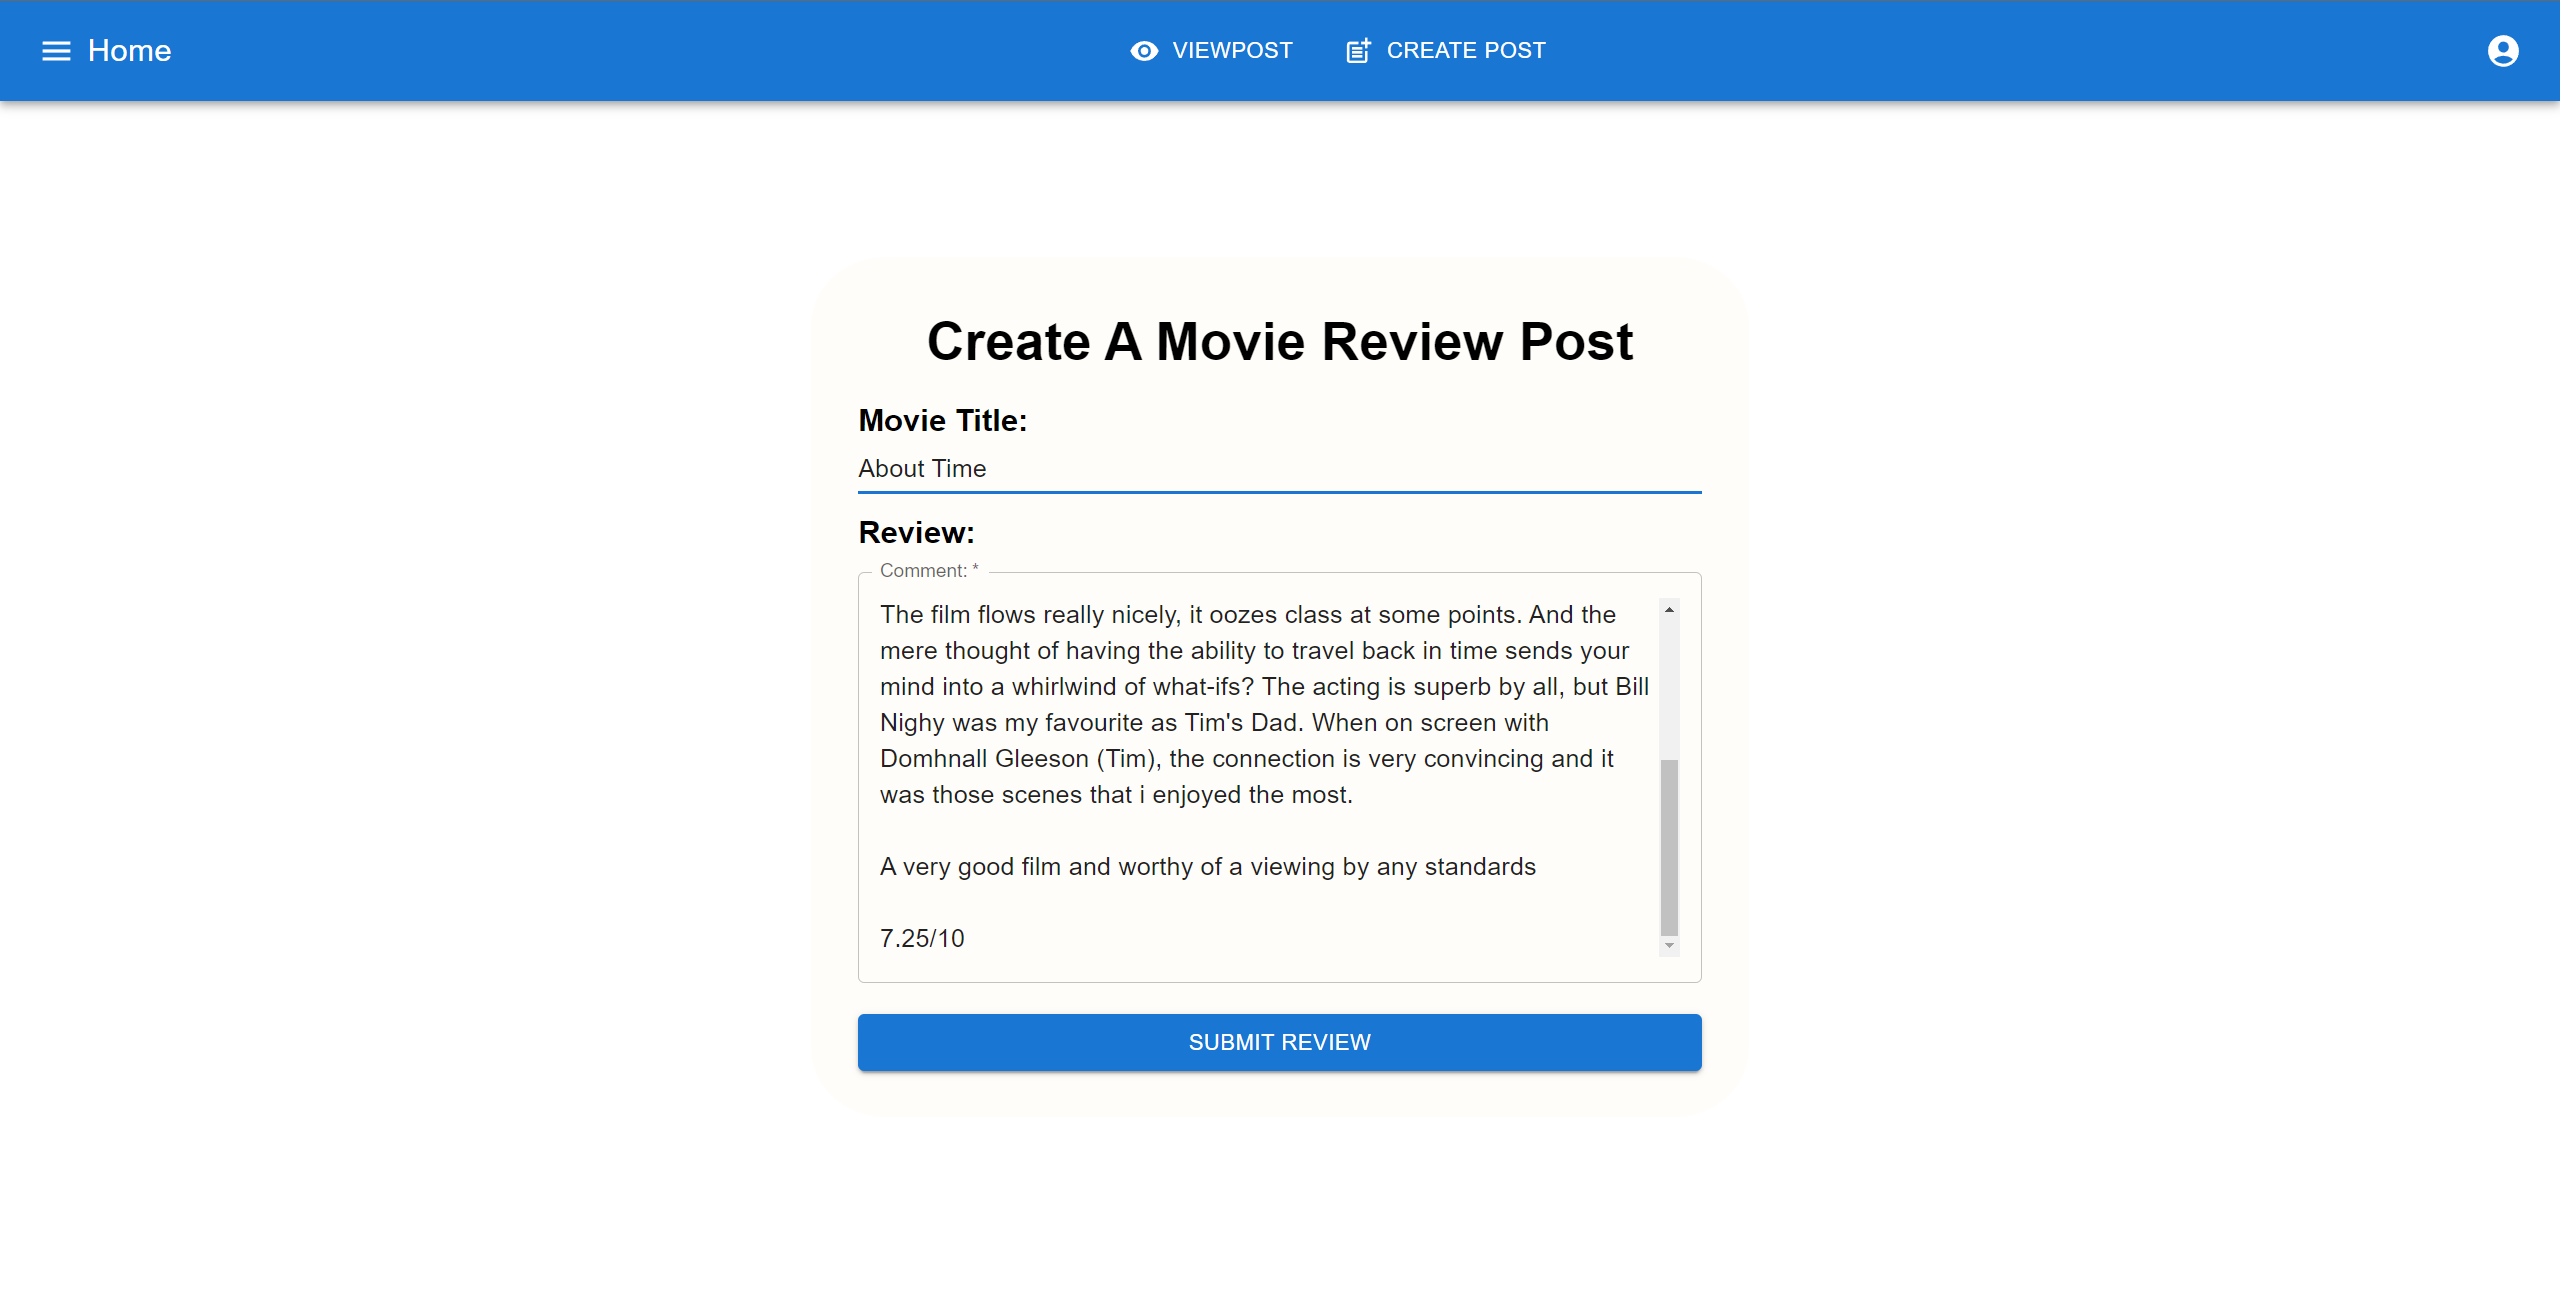 Home
VIEWPOST
CREATE POST
Create A Movie Review Post
Movie Title:
About Time
Review:
Comment: *
The film flows really nicely, it oozes class at some points. And the
mere thought of having the ability to travel back in time sends your
mind into a whirlwind of what-ifs? The acting is superb by all, but Bill
Nighy was my favourite as Tim's Dad. When on screen with
Domhnall Gleeson (Tim), the connection is very convincing and it
was those scenes that i enjoyed the most.
A very good film and worthy of a viewing by any standards
7.25/10
SUBMIT REVIEW